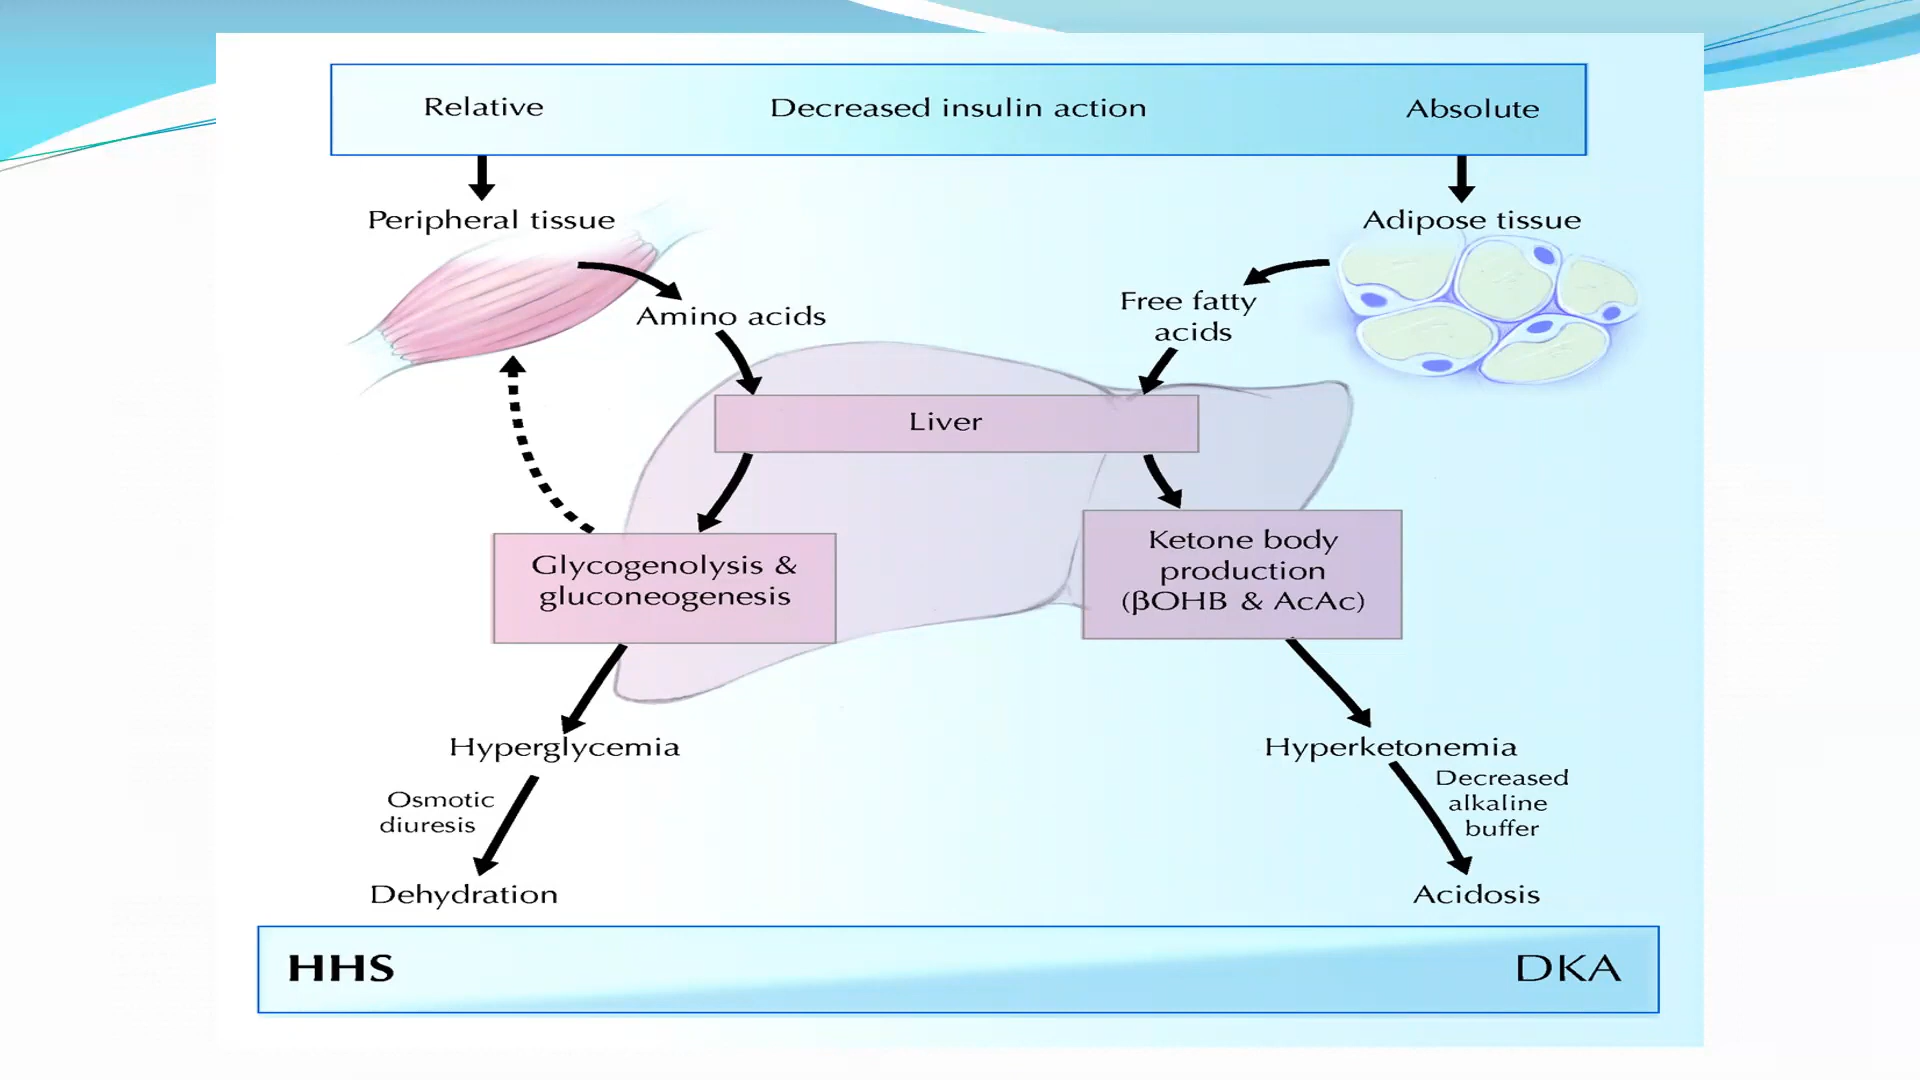 Relative
Decreased insulin action
Absolute
Peripheral tissue
Adipose tissue
Amino acids
Free fatty
acids
Liver
Glycogenolysis &
gluconeogenesis
Ketone body
production
(βOHB & AcAc)
Hyperglycemia
Hyperketonemia
Osmotic
diuresis
Decreased
alkaline
buffer
Dehydration
Acidosis
HHS
DKA